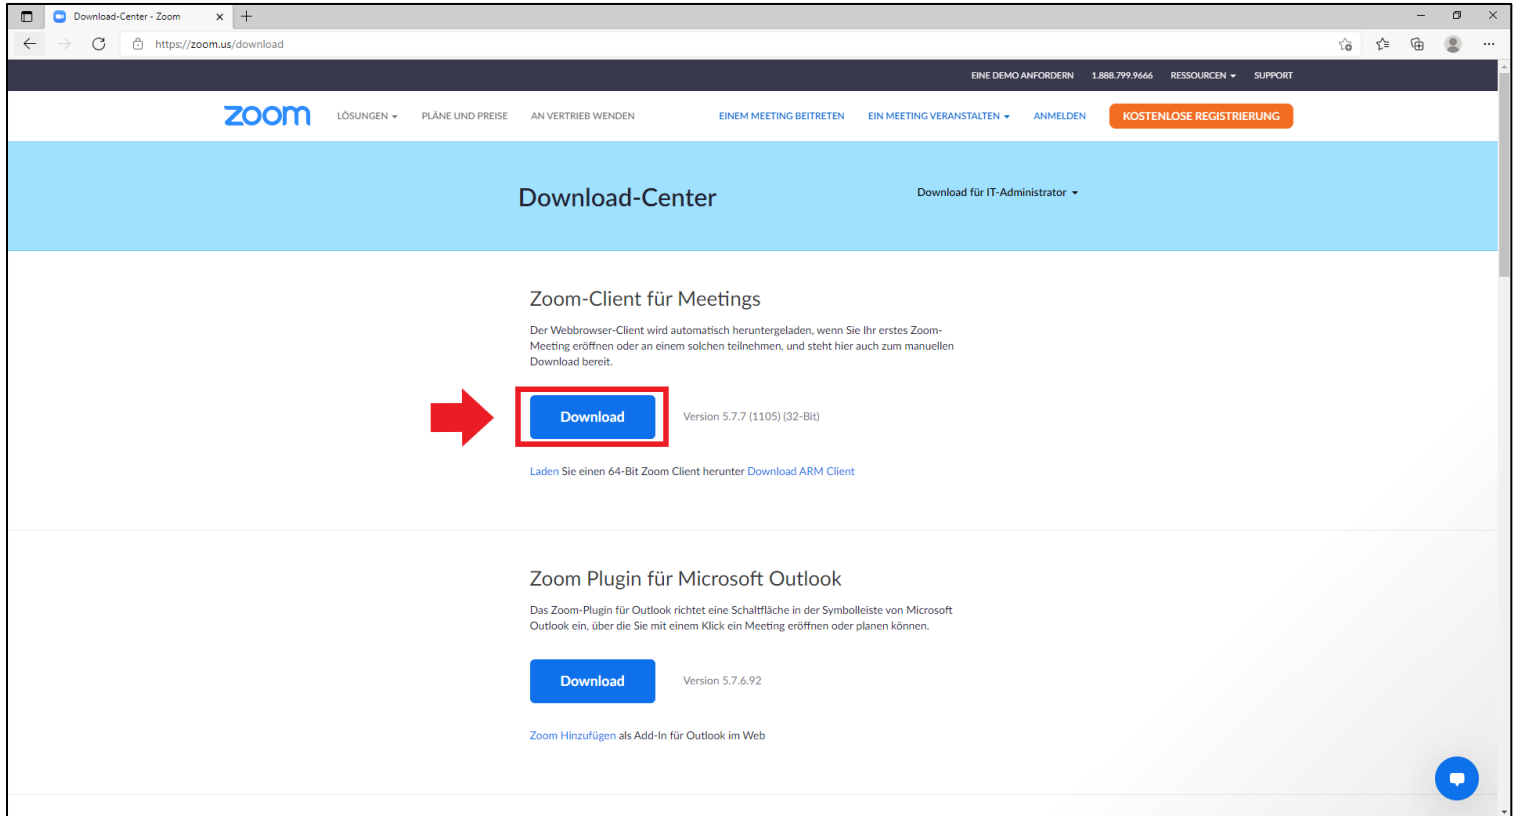 Download-Center - Zoom
https://zoom.us/download
EINE DEMO ANFORDERN 1.888.799.9666 RESSOURCEN SUPPORT
zoom LÖSUNGEN PLÄNE UND PREISE AN VERTRIEB WENDEN EINEM MEETING BEITRETEN EIN MEETING VERANSTALTEN ANMELDEN KOSTENLOSE REGISTRIERUNG
Download-Center Download für IT-Administrator
Zoom-Client für Meetings
Der Webbrowser-Client wird automatisch heruntergeladen, wenn Sie Ihr erstes Zoom-
Meeting eröffnen oder an einem solchen teilnehmen, und steht hier auch zum manuellen
Download bereit.
Download Version 5.7.7 (1105) (32-Bit)
Laden Sie einen 64-Bit Zoom Client herunter Download ARM Client
Zoom Plugin für Microsoft Outlook
Das Zoom-Plugin für Outlook richtet eine Schaltfläche in der Symbolleiste von Microsoft
Outlook ein, über die Sie mit einem Klick ein Meeting eröffnen oder planen können.
Download Version 5.7.6.92
Zoom Hinzufügen als Add-In für Outlook im Web